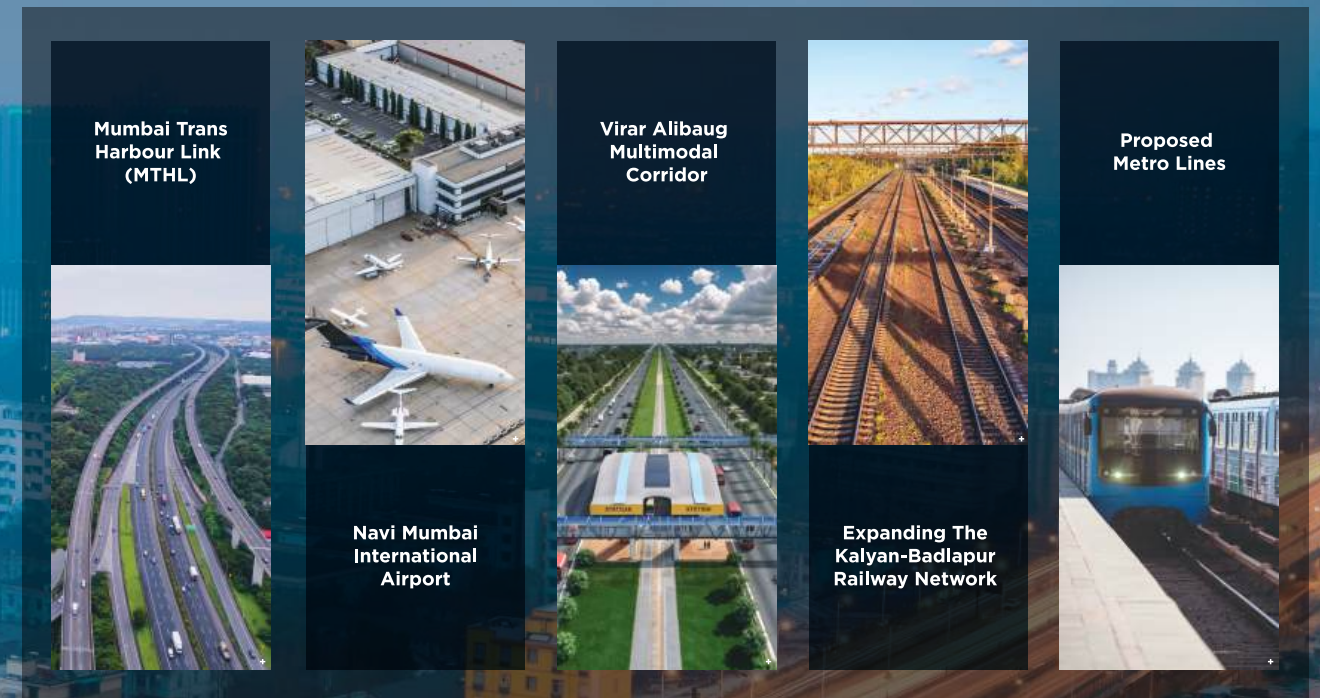 Mumbai Trans
Harbour Link
(MTHL)
Navi Mumbai
International
Airport
Virar Alibaug
Multimodal
Corridor
Expanding The
Kalyan-Badlapur
Railway Network
Proposed
Metro Lines